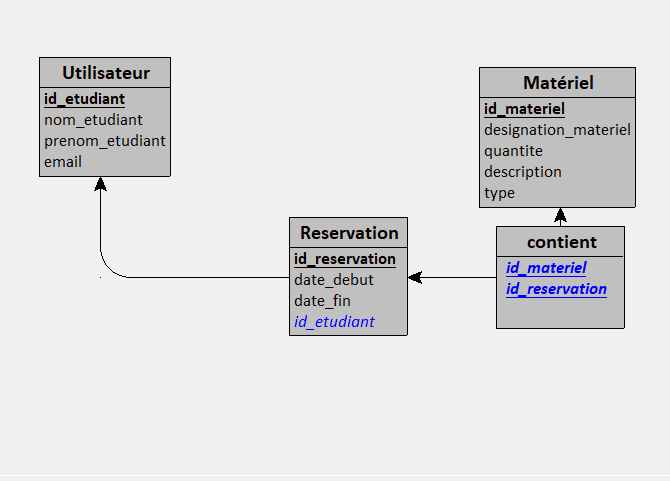 Utilisateur
id_etudiant
nom_etudiant
prenom_etudiant
email
Matériel
id_materiel
designation_materiel
quantite
description
type
Reservation
id_reservation
date_debut
date_fin
id_etudiant
contient
id_materiel
id_reservation